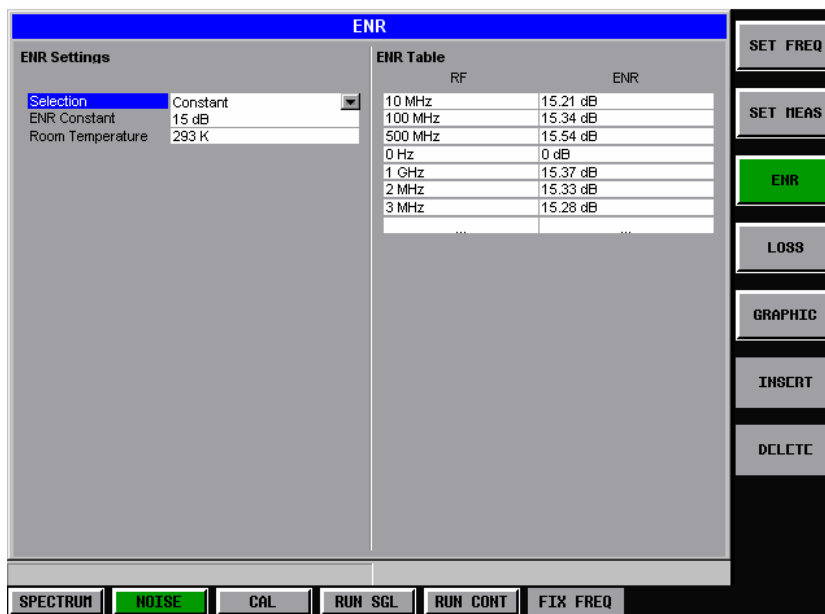 ENR
ENR Settings
Selection Constant
ENR Constant 15 dB
Room Temperature 293 K
ENR Table
RF ENR
10 MHz 15.21 dB
100 MHz 15.34 dB
500 MHz 15.54 dB
0 Hz 0 dB
1 GHz 15.37 dB
2 MHz 15.33 dB
3 MHz 15.28 dB
... ...
SET FREQ
SET MEAS
ENR
LOSS
GRAPHIC
INSERT
DELETE
SPECTRUM NOISE CAL RUN SGL RUN CONT FIX FREQ